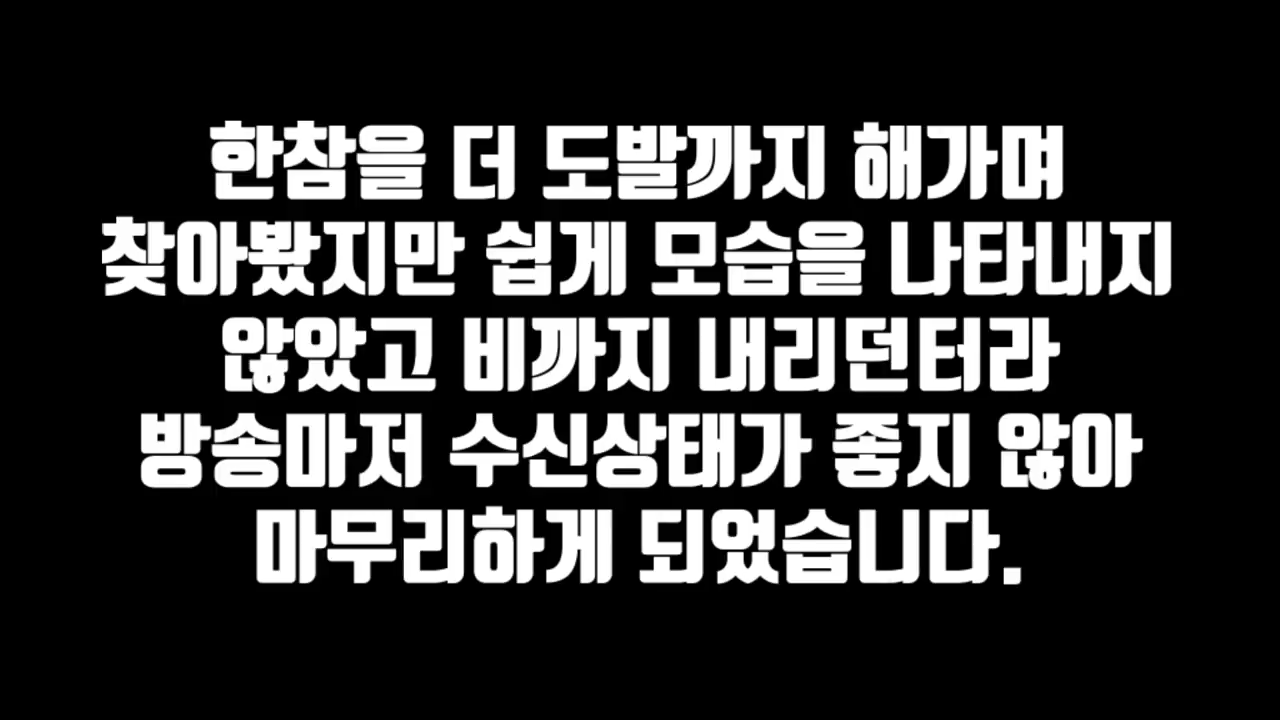 한참을 더 도발까지 해가며
찾아봤지만 쉽게 모습을 나타내지
않았고 비까지 내리던터라
방송마저 수신상태가 좋지 않아
마무리하게 되었습니다.